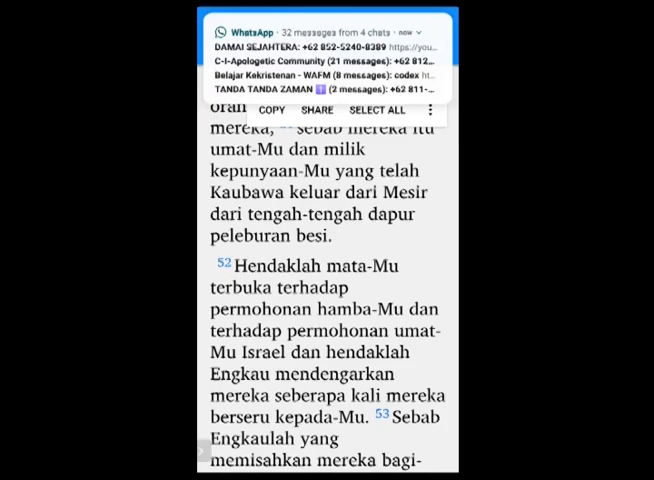 WhatsApp · 32 messages from 4 chats · now
DAMAI SEJAHTERA: +62 852-5240-8389 https://you...
C-I-Apologetic Community (21 messages): +62 812...
Belajar Kekristenan - WAFM (8 messages): codex ht...
TANDA TANDA ZAMAN ✝️ (2 messages): +62 811-...
COPY SHARE SELECT ALL
oran
mereka, sebab mereka itu
umat-Mu dan milik
kepunyaan-Mu yang telah
Kaubawa keluar dari Mesir
dari tengah-tengah dapur
peleburan besi.
52 Hendaklah mata-Mu
terbuka terhadap
permohonan hamba-Mu dan
terhadap permohonan umat-
Mu Israel dan hendaklah
Engkau mendengarkan
mereka seberapa kali mereka
berseru kepada-Mu. 53 Sebab
Engkaulah yang
memisahkan mereka bagi-